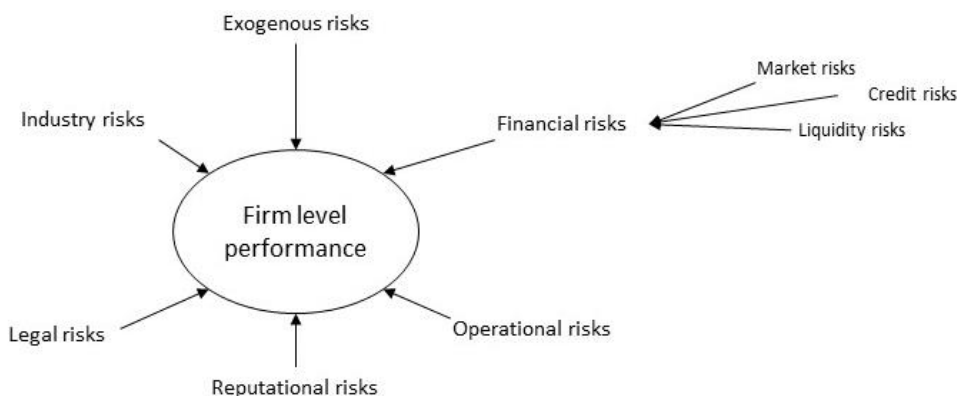 Exogenous risks
Market risks
Credit risks
Industry risks
Financial risks
Liquidity risks
Firm level
performance
Legal risks
Operational risks
Reputational risks